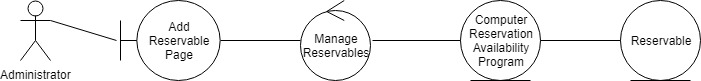 Administrator
Add
Reservable
Page
Manage
Reservables
Computer
Reservation
Availability
Program
Reservable